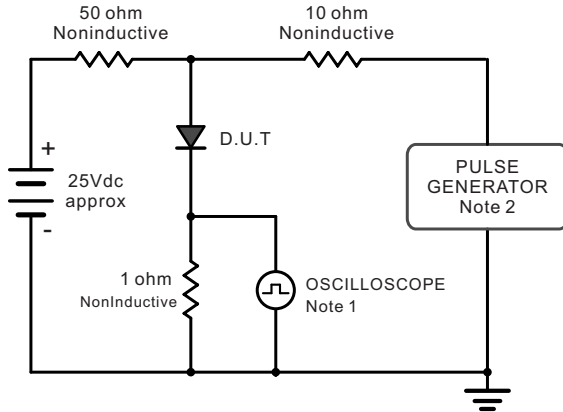 50 ohm
Noninductive
10 ohm
Noninductive
D.U.T
+
25Vdc
approx
-
PULSE
GENERATOR
Note 2
1 ohm
NonInductive
OSCILLOSCOPE
Note 1